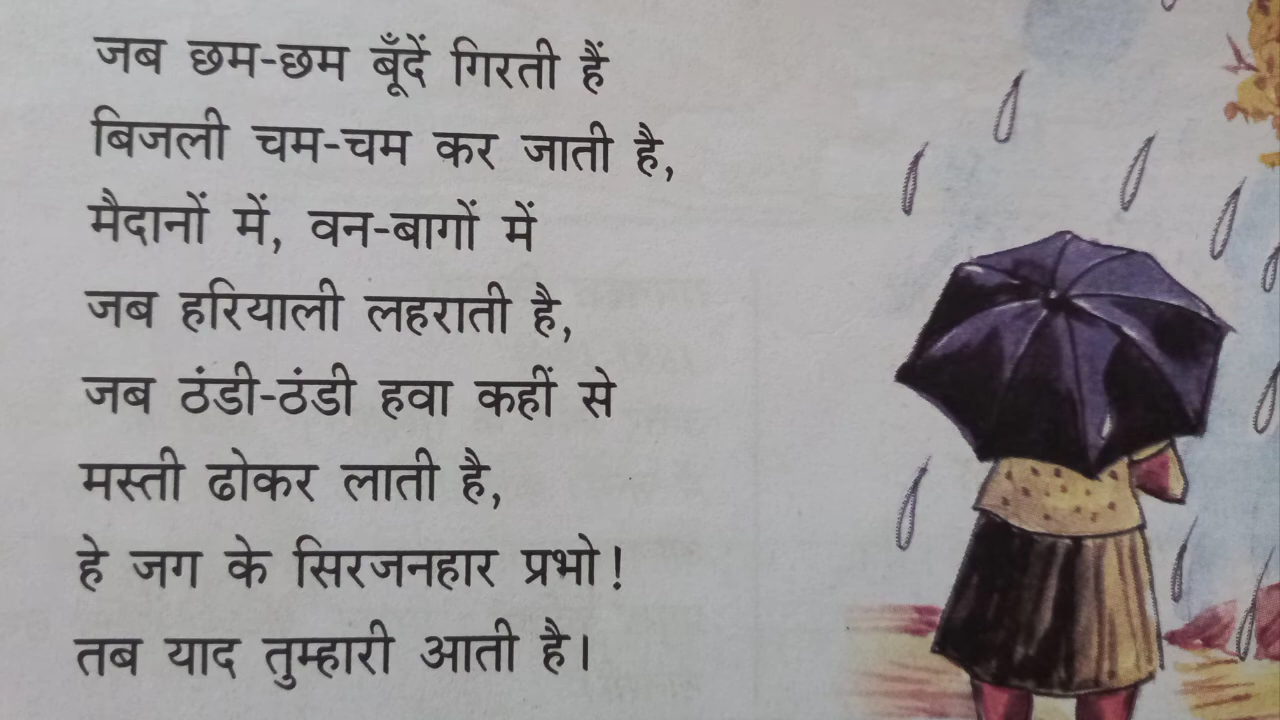 जब छम-छम बूँदें गिरती हैं
बिजली चम-चम कर जाती है,
मैदानों में, वन-बागों में
जब हरियाली लहराती है,
जब ठंडी-ठंडी हवा कहीं से
मस्ती ढोकर लाती है,
हे जग के सिरजनहार प्रभो!
तब याद तुम्हारी आती है।